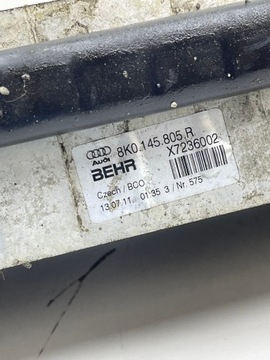 8K0.145.805.R
Audi
BEHR
X7236002
Czech / BCO
13.07.11 01:35 3 / Nr. 575